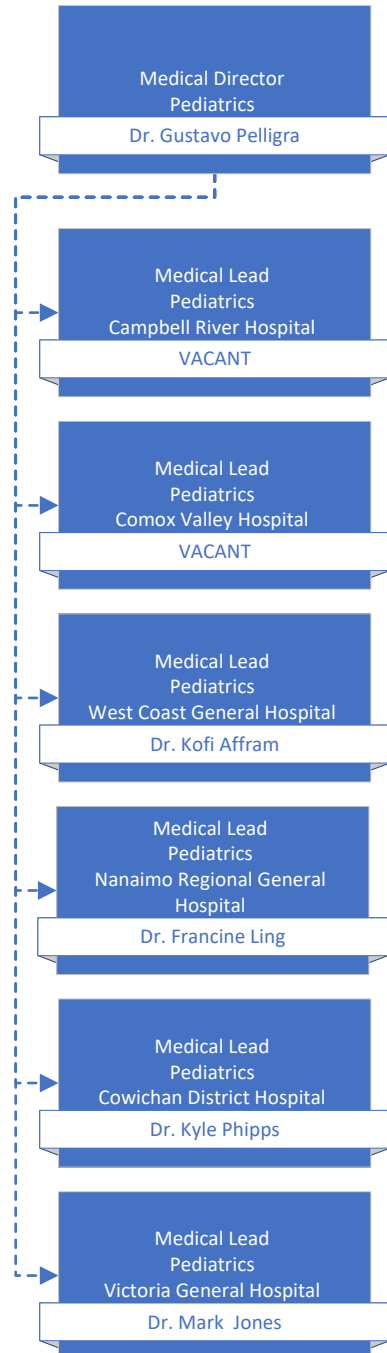 Medical Director
Pediatrics
Dr. Gustavo Pelligra
Medical Lead
Pediatrics
Campbell River Hospital
VACANT
Medical Lead
Pediatrics
Comox Valley Hospital
VACANT
Medical Lead
Pediatrics
West Coast General Hospital
Dr. Kofi Affram
Medical Lead
Pediatrics
Nanaimo Regional General
Hospital
Dr. Francine Ling
Medical Lead
Pediatrics
Cowichan District Hospital
Dr. Kyle Phipps
Medical Lead
Pediatrics
Victoria General Hospital
Dr. Mark  Jones